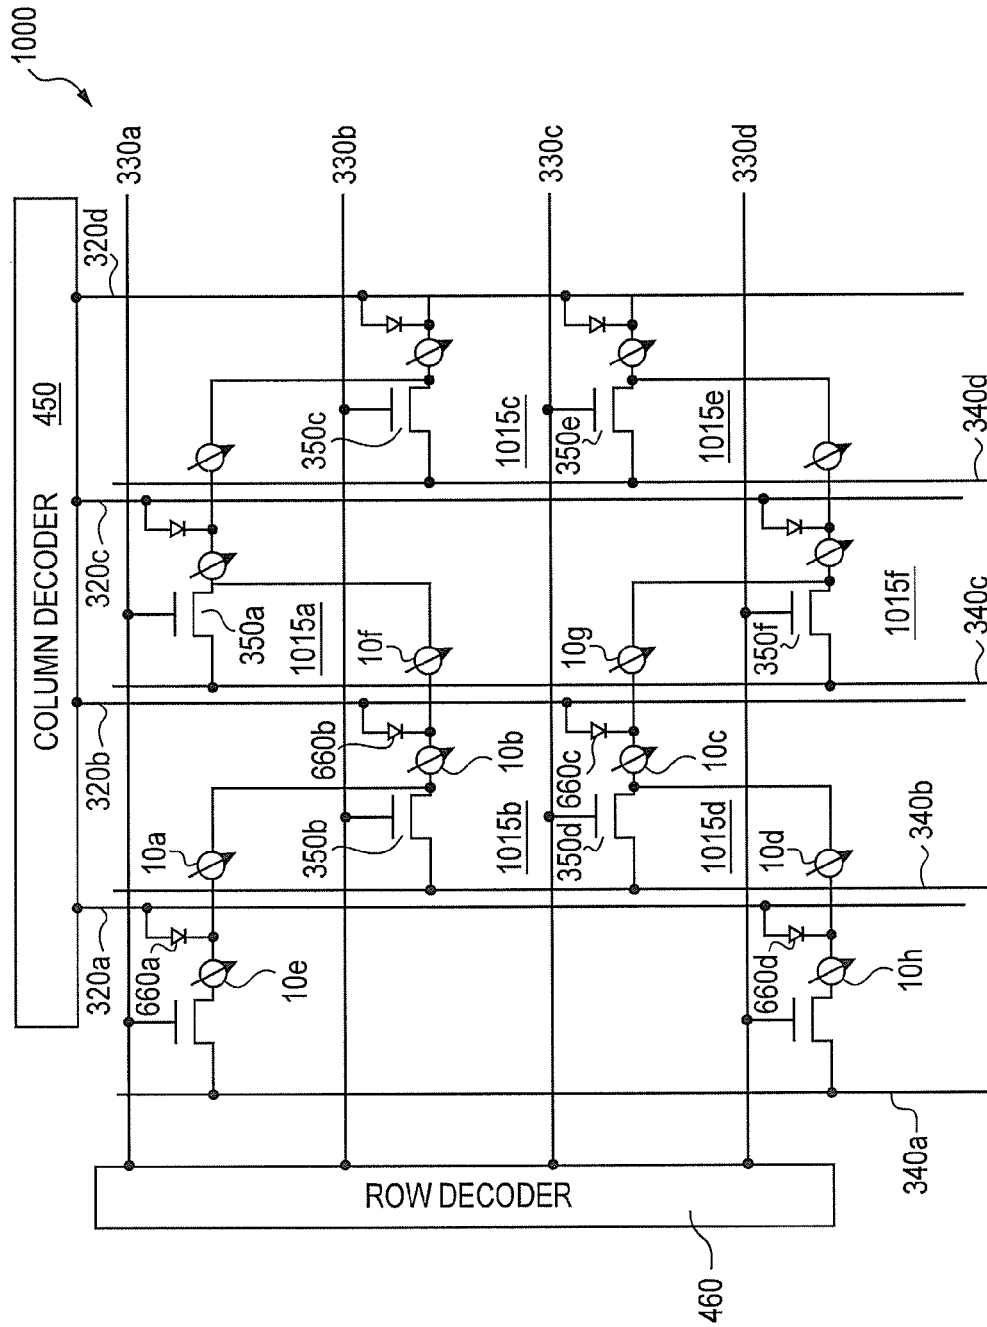 1000
COLUMN DECODER
450
330a
320a
320b
320c
320d
660a
10e
10a
350a
1015a
330b
660b
350b
10b
10f
350c
1015b
1015c
330c
660c
350d
10c
10g
350e
1015d
1015e
330d
660d
10h
10d
350f
1015f
340a
340b
340c
340d
ROW DECODER
460